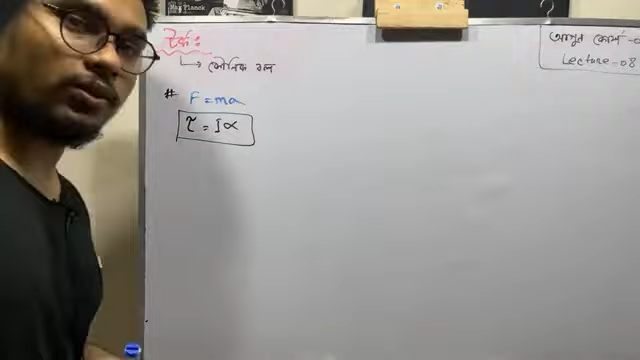 টর্ক:
↳ কৌণিক বল
# F = ma
τ = Iα
Lecture-08